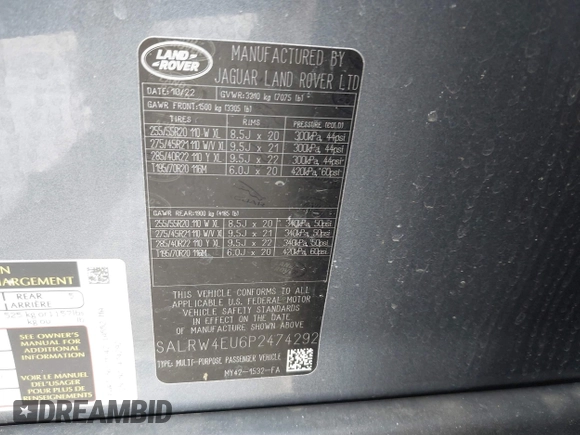 LAND-
ROVER
MANUFACTURED BY
JAGUAR LAND ROVER LTD
DATE:10/22 GVWR:3210 kg (7075 lb)
GAWR FRONT:1500 kg (3305 lb)
TIRES RIMS PRESSURE (COLD)
255/55R20 110 W XL 8.5J x 20 300kPa, 44psi
275/45R21 110 W/V XL 9.5J x 21 300kPa, 44psi
285/40R22 110 Y XL 9.5J x 22 300kPa, 44psi
T195/70R20 116M 6.0J x 20 420kPa, 60psi
GAWR REAR:1900 kg (4185 lb)
255/55R20 110 W XL 8.5J x 20 340kPa, 50psi
275/45R21 110 W/V XL 9.5J x 21 340kPa, 50psi
285/40R22 110 Y XL 9.5J x 22 340kPa, 50psi
T195/70R20 116M 6.0J x 20 420kPa, 60psi
THIS VEHICLE CONFORMS TO ALL
APPLICABLE U.S. FEDERAL MOTOR
VEHICLE SAFETY STANDARDS IN
EFFECT ON THE DATE OF
MANUFACTURE SHOWN ABOVE
SALRW4EU6P2474292
TYPE: MULTI-PURPOSE PASSENGER VEHICLE
MY42-1532-FA
REAR 5
ARRIÈRE
SEE OWNER'S
MANUAL FOR
ADDITIONAL
INFORMATION
VOIR LE MANUEL
DE L'USAGER
POUR PLUS DE
RENSEIGNEMENTS
DREAMBID